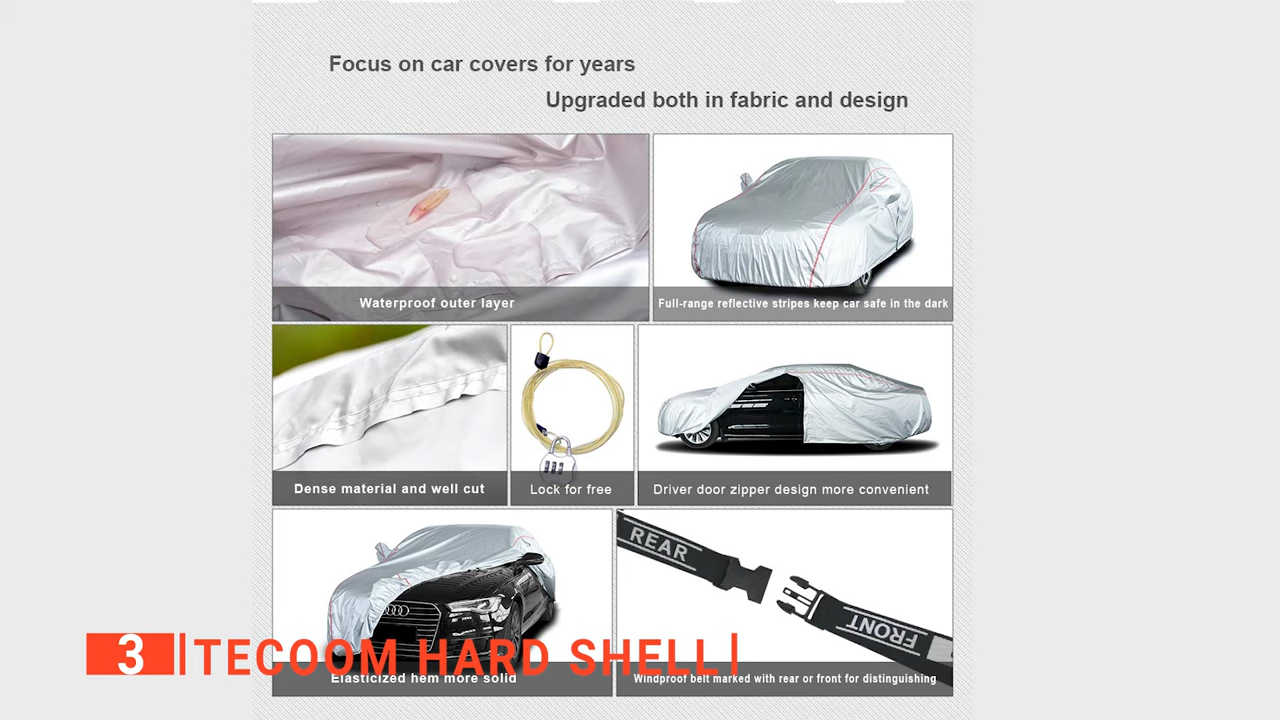 Focus on car covers for years
Upgraded both in fabric and design
Waterproof outer layer
Full-range reflective stripes keep car safe in the dark
Dense material and well cut
Lock for free
Driver door zipper design more convenient
REAR
FRONT
3 TECOOM HARD SHELL
Elasticized hem more solid
Windproof belt marked with rear or front for distinguishing